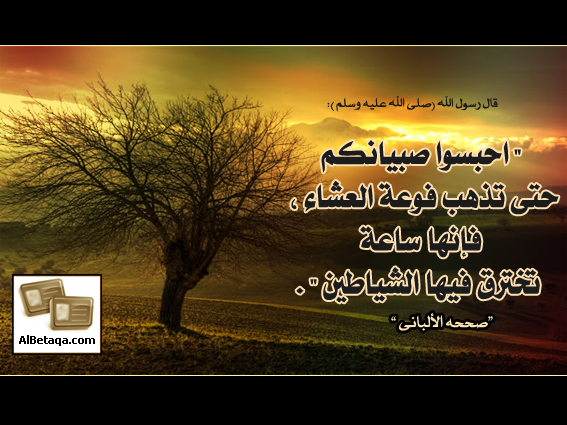 قال رسول الله (صلى الله عليه وسلم):
" احبسوا صبيانكم
حتى تذهب فوعة العشاء ،
فإنها ساعة
تخترق فيها الشياطين " .
”صححه الألباني“
AlBetaqa.com